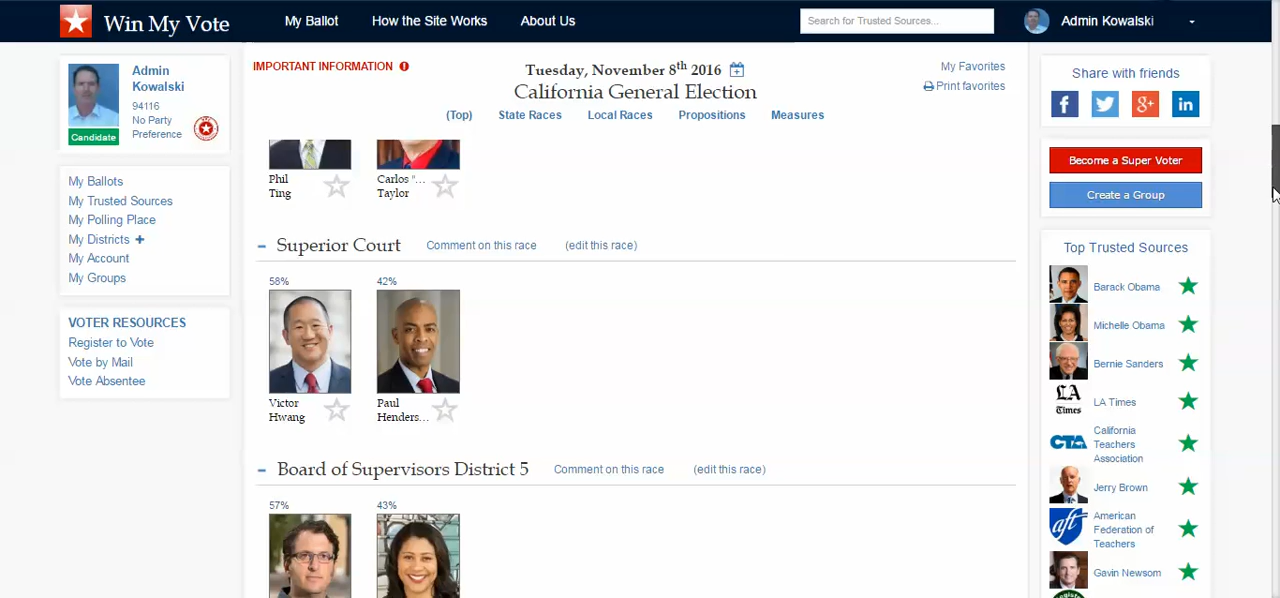 Win My Vote
My Ballot
How the Site Works
About Us
Search for Trusted Sources...
Admin Kowalski
Admin
Kowalski
94116
No Party
Preference
Candidate
My Ballots
My Trusted Sources
My Polling Place
My Districts +
My Account
My Groups
VOTER RESOURCES
Register to Vote
Vote by Mail
Vote Absentee
IMPORTANT INFORMATION
Tuesday, November 8th 2016
California General Election
My Favorites
Print favorites
(Top)
State Races
Local Races
Propositions
Measures
Phil
Ting
Carlos "...
Taylor
Superior Court
Comment on this race
(edit this race)
58%
42%
Victor
Hwang
Paul
Henders...
Board of Supervisors District 5
Comment on this race
(edit this race)
57%
43%
Share with friends
f
g+
in
Become a Super Voter
Create a Group
Top Trusted Sources
Barack Obama
Michelle Obama
Bernie Sanders
LA
Times
LA Times
CTA
California
Teachers
Association
Jerry Brown
aft
American
Federation of
Teachers
Gavin Newsom